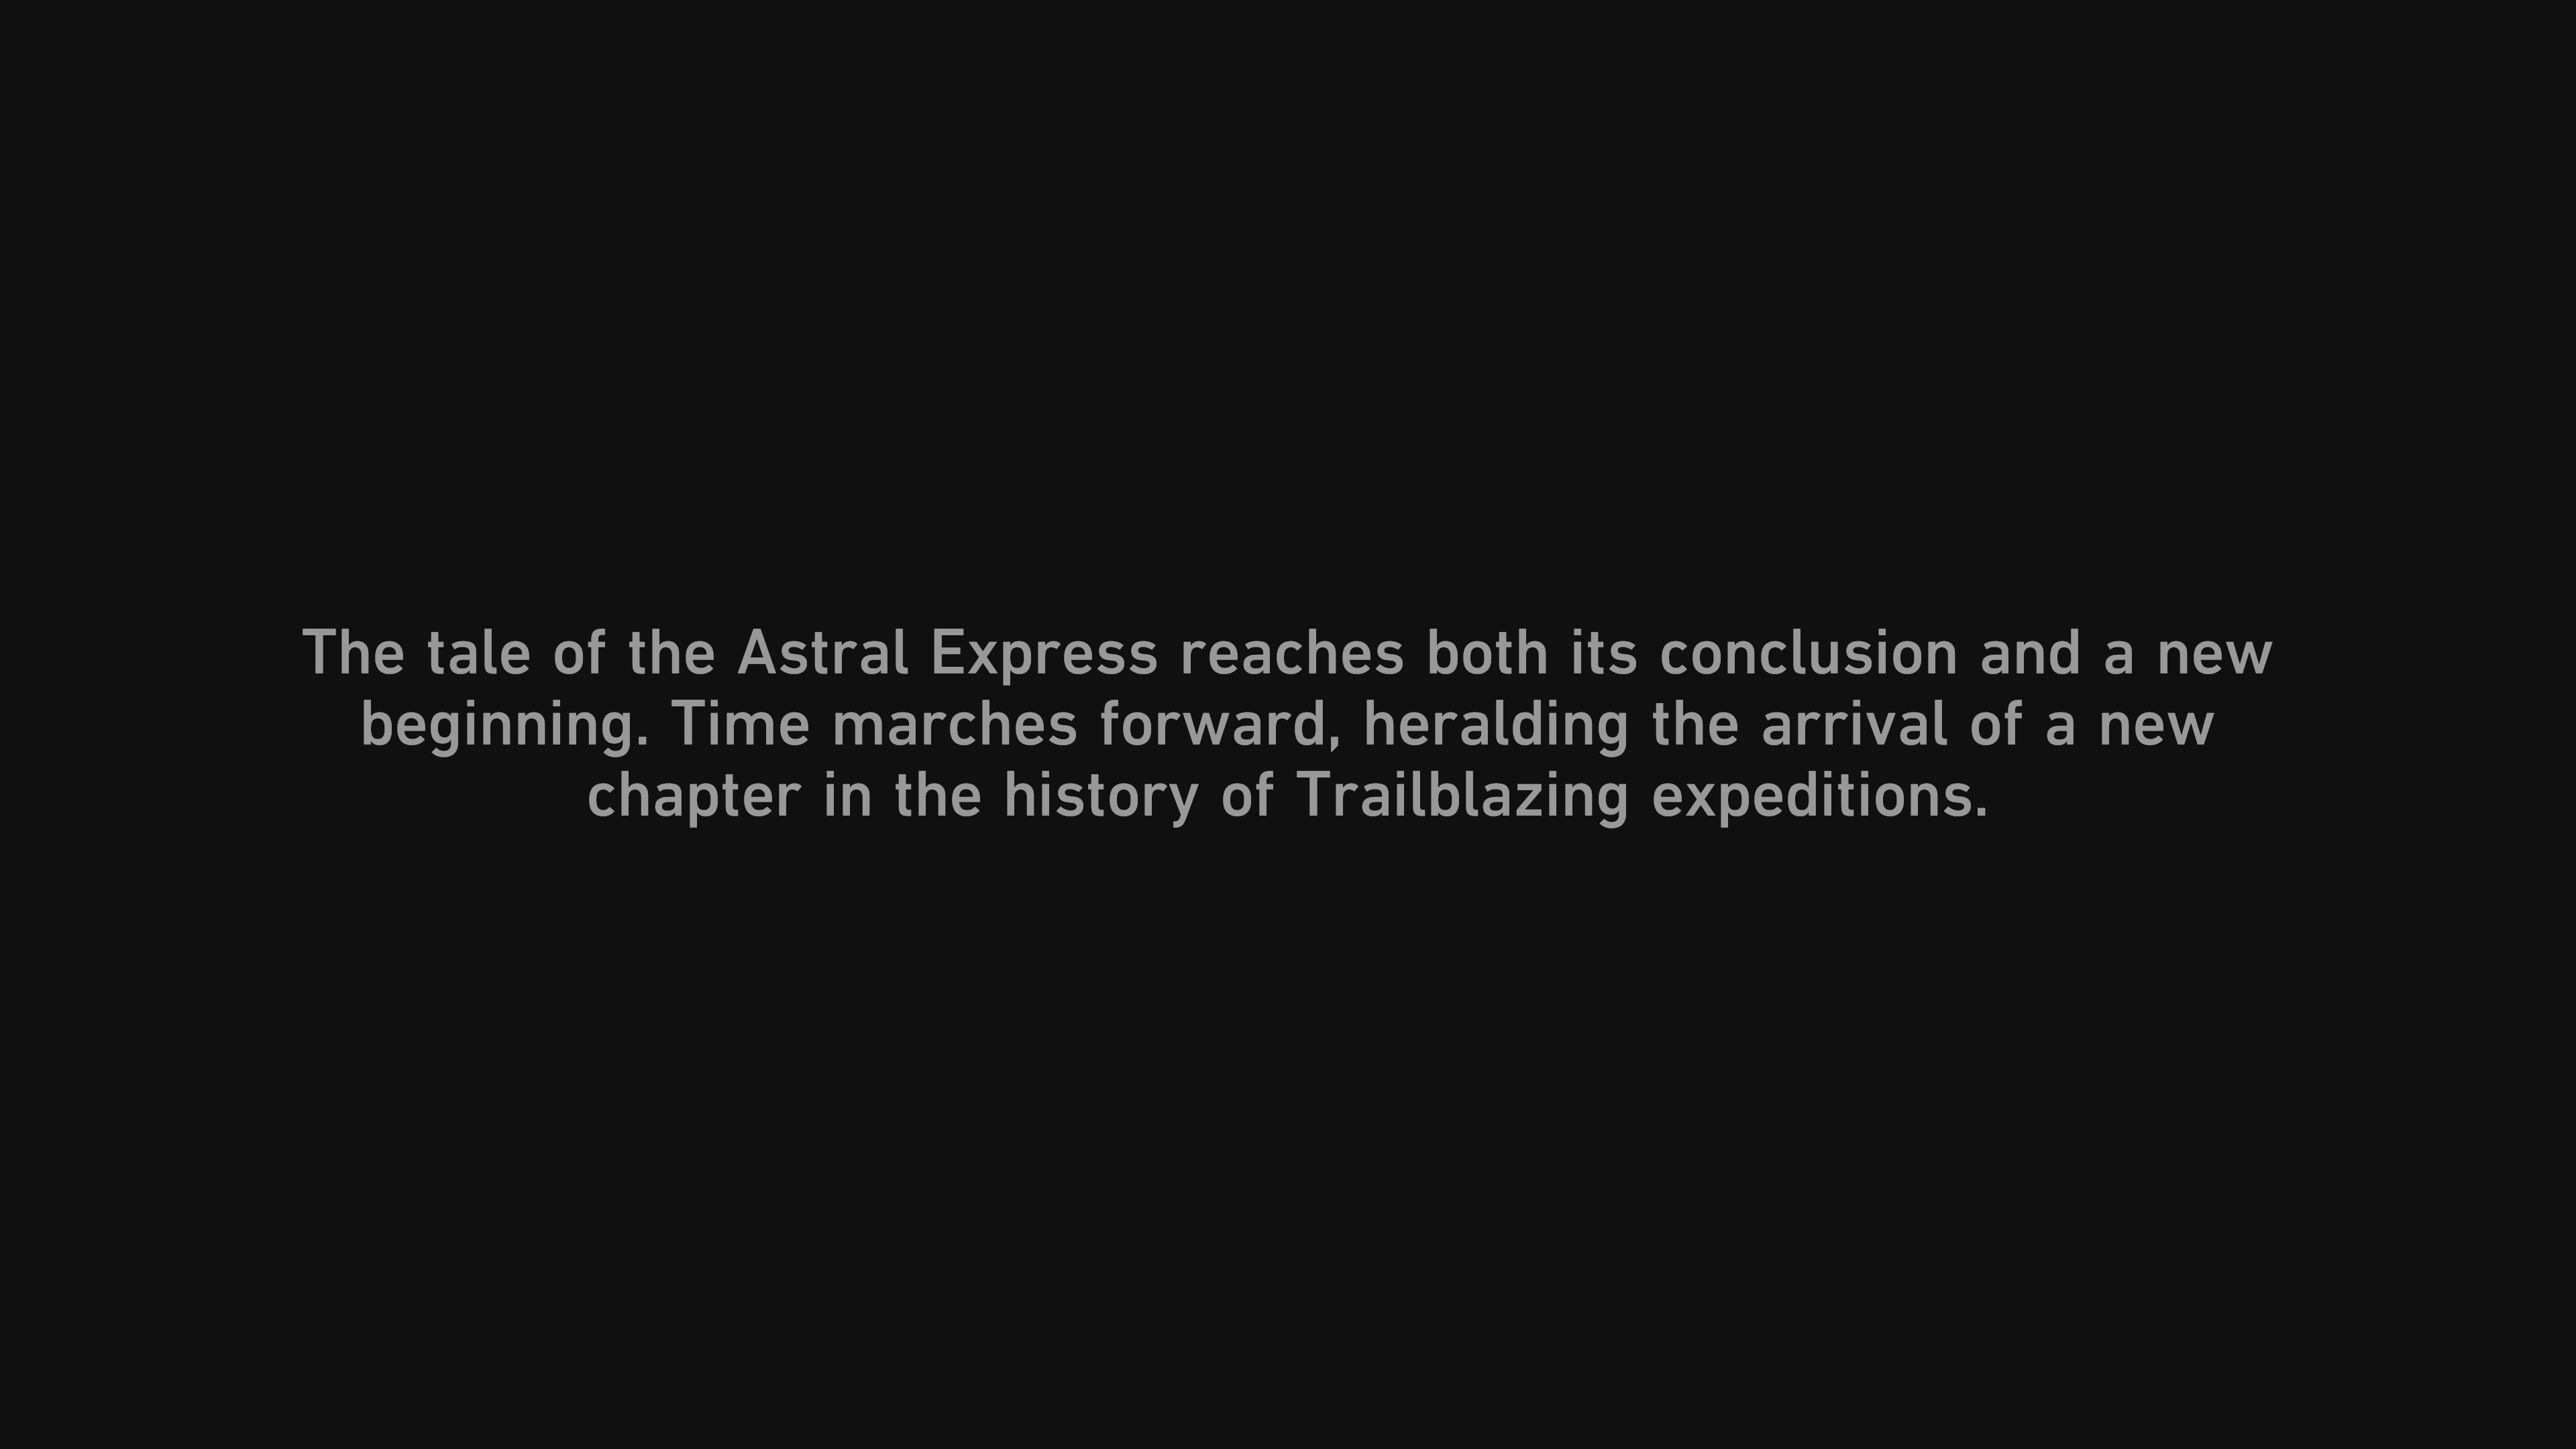 The tale of the Astral Express reaches both its conclusion and a new
beginning. Time marches forward, heralding the arrival of a new
chapter in the history of Trailblazing expeditions.